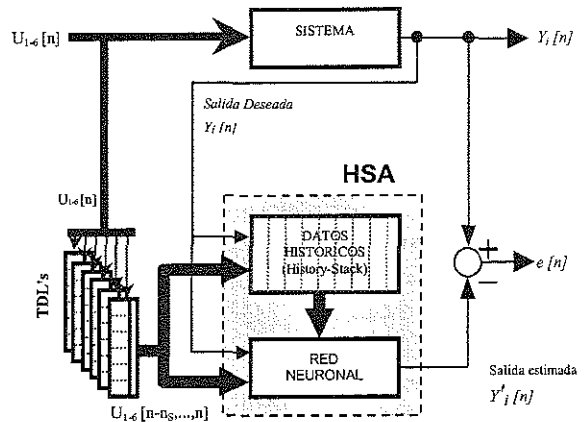 U1-6 [n]
SISTEMA
Yi [n]
Salida Deseada
Yi [n]
HSA
U1-6[n]
DATOS
HISTÓRICOS
(History-Stack)
TDL's
e [n]
RED
NEURONAL
Salida estimada
Y'i [n]
U1-6 [n-nS,...,n]
+
−